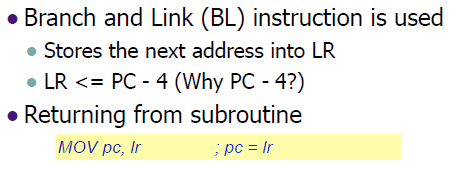 • Branch and Link (BL) instruction is used
• Stores the next address into LR
• LR <= PC - 4 (Why PC - 4?)
• Returning from subroutine
MOV pc, lr ; pc = lr